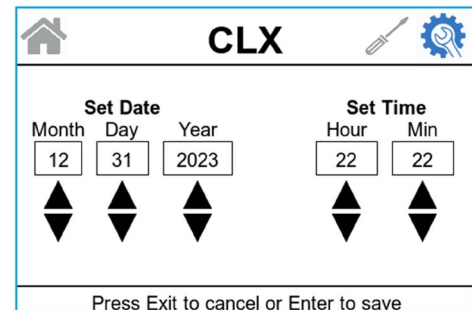 CLX
Set Date
Set Time
Month Day Year
Hour Min
12 31 2023
22 22
Press Exit to cancel or Enter to save